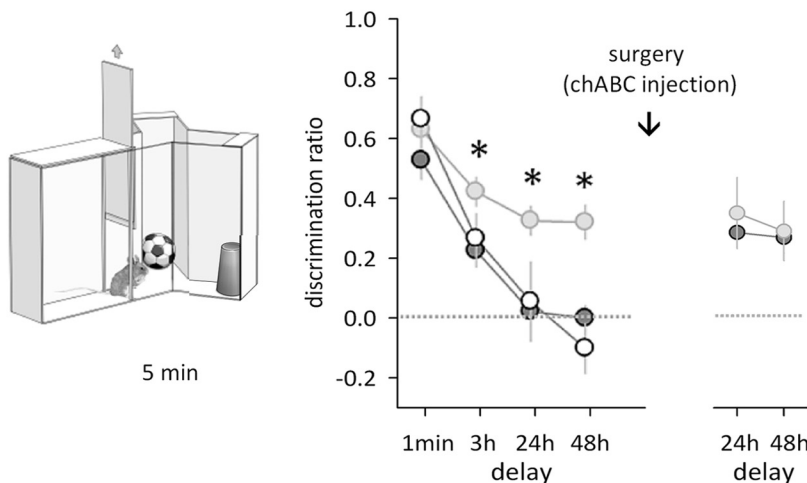 5 min
discrimination ratio
1.0
0.8
0.6
0.4
0.2
0.0
-0.2
* * *
1min 3h 24h 48h
delay
surgery
(chABC injection)
24h 48h
delay